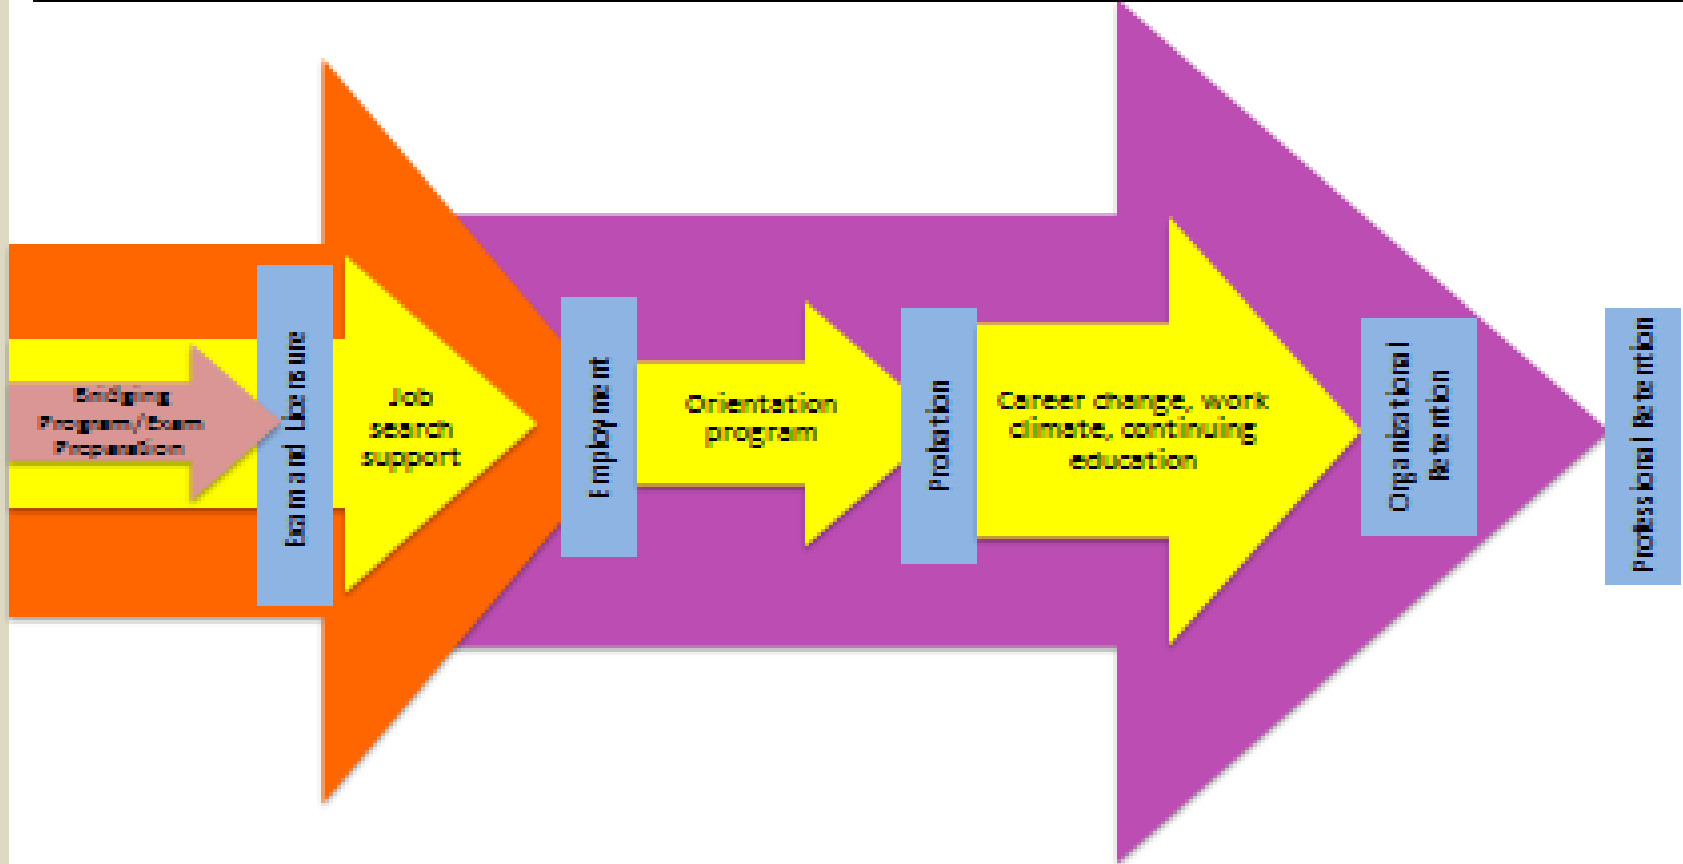 Bridging
Program/Exam
Preparation
Exam and Licensure
Job
search
support
Employment
Orientation
program
Probation
Career change, work
climate, continuing
education
Organizational
Retention
Professional Retention